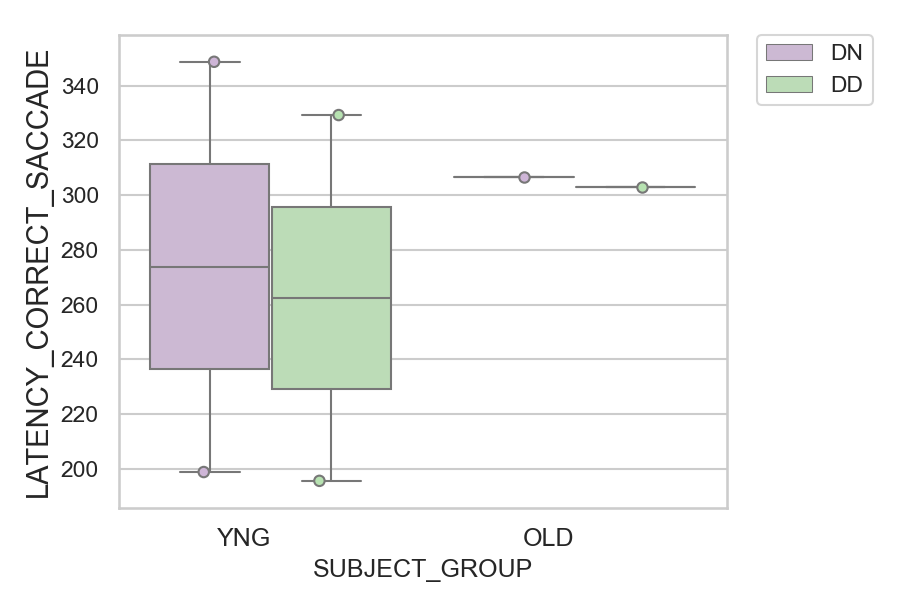 DN
DD
LATENCY_CORRECT_SACCADE
340
320
300
280
260
240
220
200
YNG
OLD
SUBJECT_GROUP